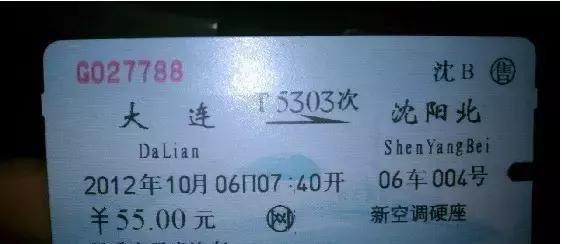 G027788 沈B 售
大连 T5303次 沈阳北
DaLian ShenYangBei
2012年10月06日07:40开 06车004号
￥55.00元 网 新空调硬座